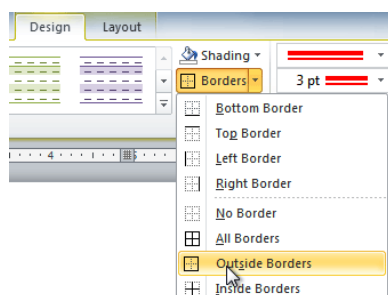 Design Layout
Shading
Borders 3 pt
Bottom Border
Top Border
4
Left Border
Right Border
No Border
All Borders
Outside Borders
Inside Borders